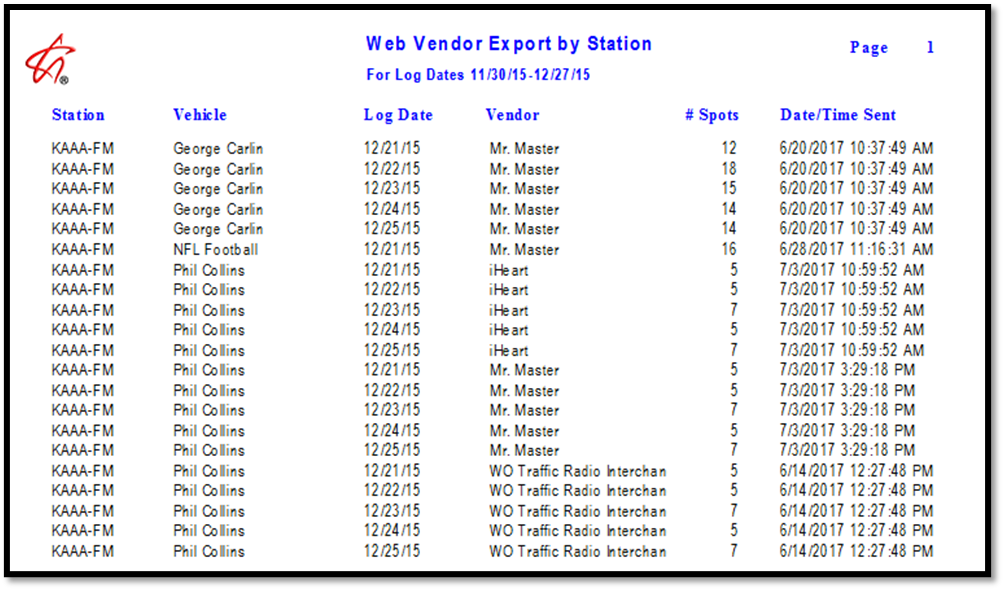 Web Vendor Export by Station
Page 1
For Log Dates 11/30/15-12/27/15
®
Station Vehicle Log Date Vendor # Spots Date/Time Sent
KAAA-FM George Carlin 12/21/15 Mr. Master 12 6/20/2017 10:37:49 AM
KAAA-FM George Carlin 12/22/15 Mr. Master 18 6/20/2017 10:37:49 AM
KAAA-FM George Carlin 12/23/15 Mr. Master 15 6/20/2017 10:37:49 AM
KAAA-FM George Carlin 12/24/15 Mr. Master 14 6/20/2017 10:37:49 AM
KAAA-FM George Carlin 12/25/15 Mr. Master 14 6/20/2017 10:37:49 AM
KAAA-FM NFL Football 12/21/15 Mr. Master 16 6/28/2017 11:16:31 AM
KAAA-FM Phil Collins 12/21/15 iHeart 5 7/3/2017 10:59:52 AM
KAAA-FM Phil Collins 12/22/15 iHeart 5 7/3/2017 10:59:52 AM
KAAA-FM Phil Collins 12/23/15 iHeart 7 7/3/2017 10:59:52 AM
KAAA-FM Phil Collins 12/24/15 iHeart 5 7/3/2017 10:59:52 AM
KAAA-FM Phil Collins 12/25/15 iHeart 7 7/3/2017 10:59:52 AM
KAAA-FM Phil Collins 12/21/15 Mr. Master 5 7/3/2017 3:29:18 PM
KAAA-FM Phil Collins 12/22/15 Mr. Master 5 7/3/2017 3:29:18 PM
KAAA-FM Phil Collins 12/23/15 Mr. Master 7 7/3/2017 3:29:18 PM
KAAA-FM Phil Collins 12/24/15 Mr. Master 5 7/3/2017 3:29:18 PM
KAAA-FM Phil Collins 12/25/15 Mr. Master 7 7/3/2017 3:29:18 PM
KAAA-FM Phil Collins 12/21/15 WO Traffic Radio Interchan 5 6/14/2017 12:27:48 PM
KAAA-FM Phil Collins 12/22/15 WO Traffic Radio Interchan 5 6/14/2017 12:27:48 PM
KAAA-FM Phil Collins 12/23/15 WO Traffic Radio Interchan 7 6/14/2017 12:27:48 PM
KAAA-FM Phil Collins 12/24/15 WO Traffic Radio Interchan 5 6/14/2017 12:27:48 PM
KAAA-FM Phil Collins 12/25/15 WO Traffic Radio Interchan 7 6/14/2017 12:27:48 PM